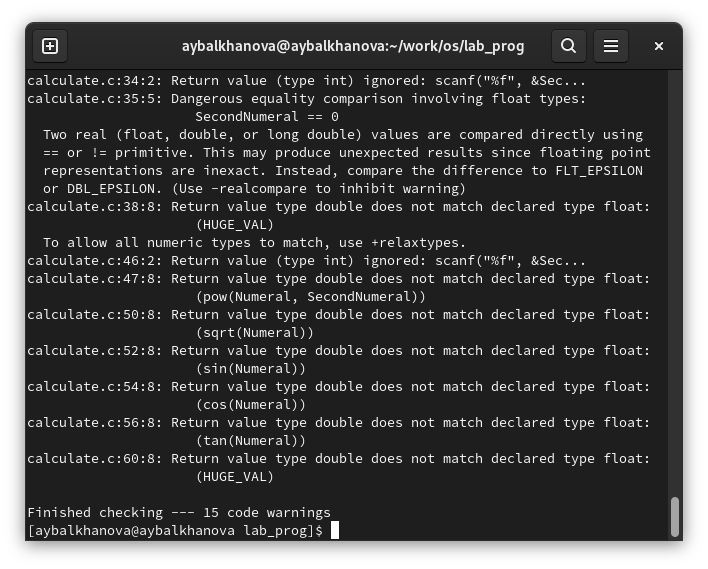 aybalkhanova@aybalkhanova:~/work/os/lab_prog
calculate.c:34:2: Return value (type int) ignored: scanf("%f", &Sec...
calculate.c:35:5: Dangerous equality comparison involving float types:
                     SecondNumeral == 0
  Two real (float, double, or long double) values are compared directly using
  == or != primitive. This may produce unexpected results since floating point
  representations are inexact. Instead, compare the difference to FLT_EPSILON
  or DBL_EPSILON. (Use -realcompare to inhibit warning)
calculate.c:38:8: Return value type double does not match declared type float:
                     (HUGE_VAL)
  To allow all numeric types to match, use +relaxtypes.
calculate.c:46:2: Return value (type int) ignored: scanf("%f", &Sec...
calculate.c:47:8: Return value type double does not match declared type float:
                     (pow(Numeral, SecondNumeral))
calculate.c:50:8: Return value type double does not match declared type float:
                     (sqrt(Numeral))
calculate.c:52:8: Return value type double does not match declared type float:
                     (sin(Numeral))
calculate.c:54:8: Return value type double does not match declared type float:
                     (cos(Numeral))
calculate.c:56:8: Return value type double does not match declared type float:
                     (tan(Numeral))
calculate.c:60:8: Return value type double does not match declared type float:
                     (HUGE_VAL)

Finished checking --- 15 code warnings
[aybalkhanova@aybalkhanova lab_prog]$